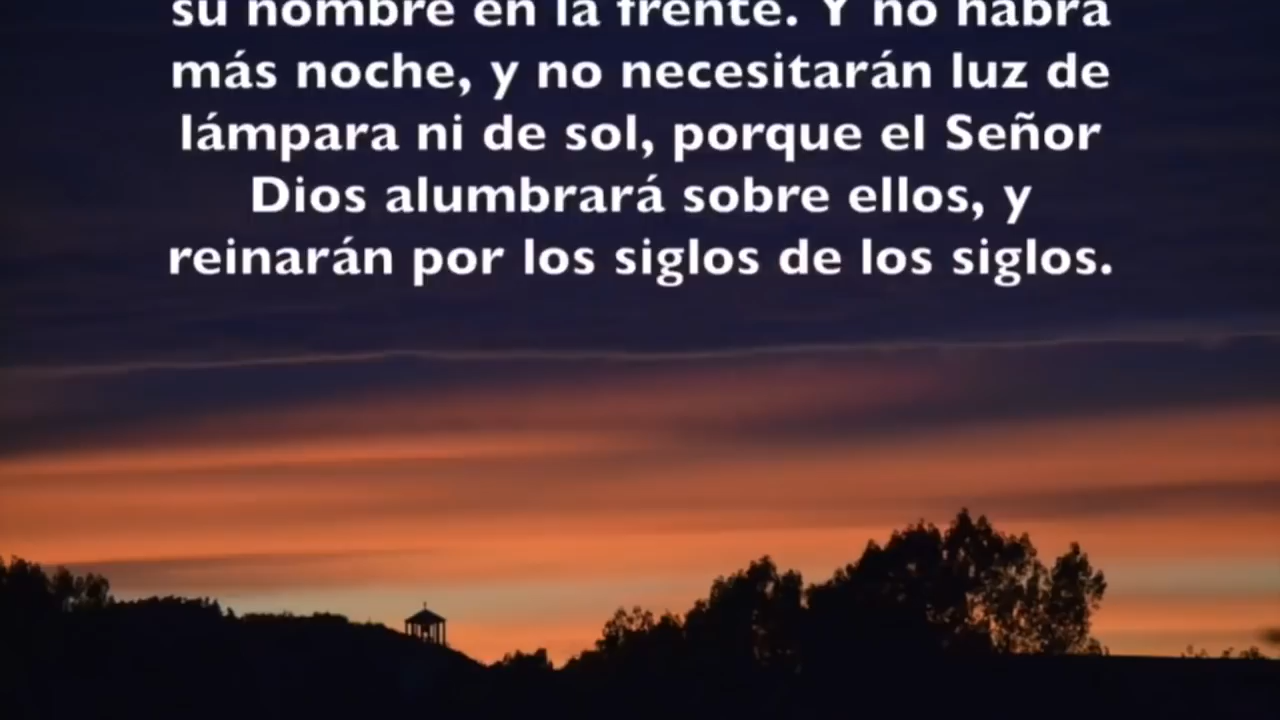 su nombre en la frente. Y no habrá
más noche, y no necesitarán luz de
lámpara ni de sol, porque el Señor
Dios alumbrará sobre ellos, y
reinarán por los siglos de los siglos.